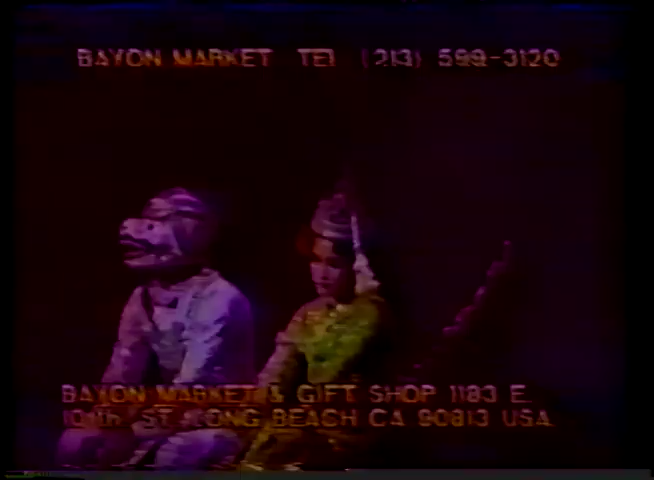 BAYON MARKET TEL (213) 599-3120
BAYON MARKET & GIFT SHOP 1183 E.
10th ST. LONG BEACH CA 90813 USA